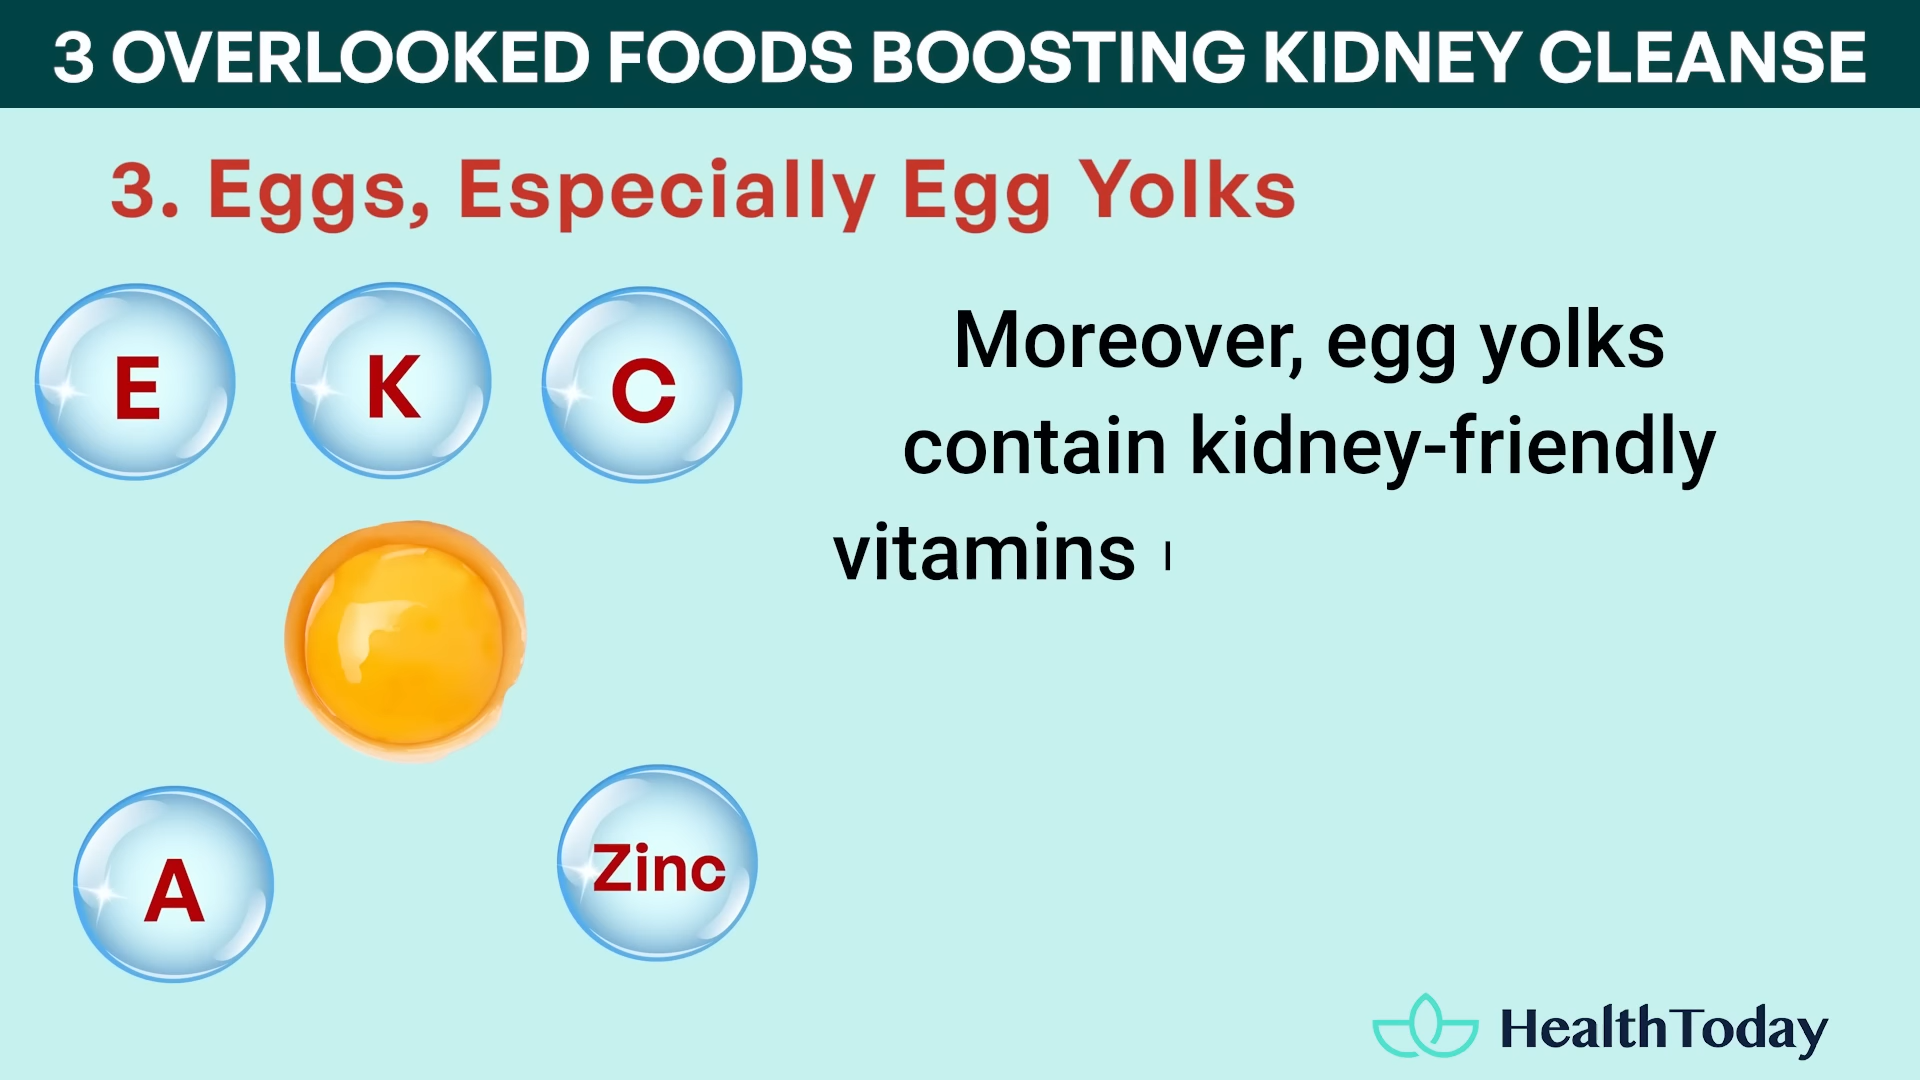 3 OVERLOOKED FOODS BOOSTING KIDNEY CLEANSE
3. Eggs, Especially Egg Yolks
E K C
Moreover, egg yolks
contain kidney-friendly
vitamins
A
Zinc
HealthToday